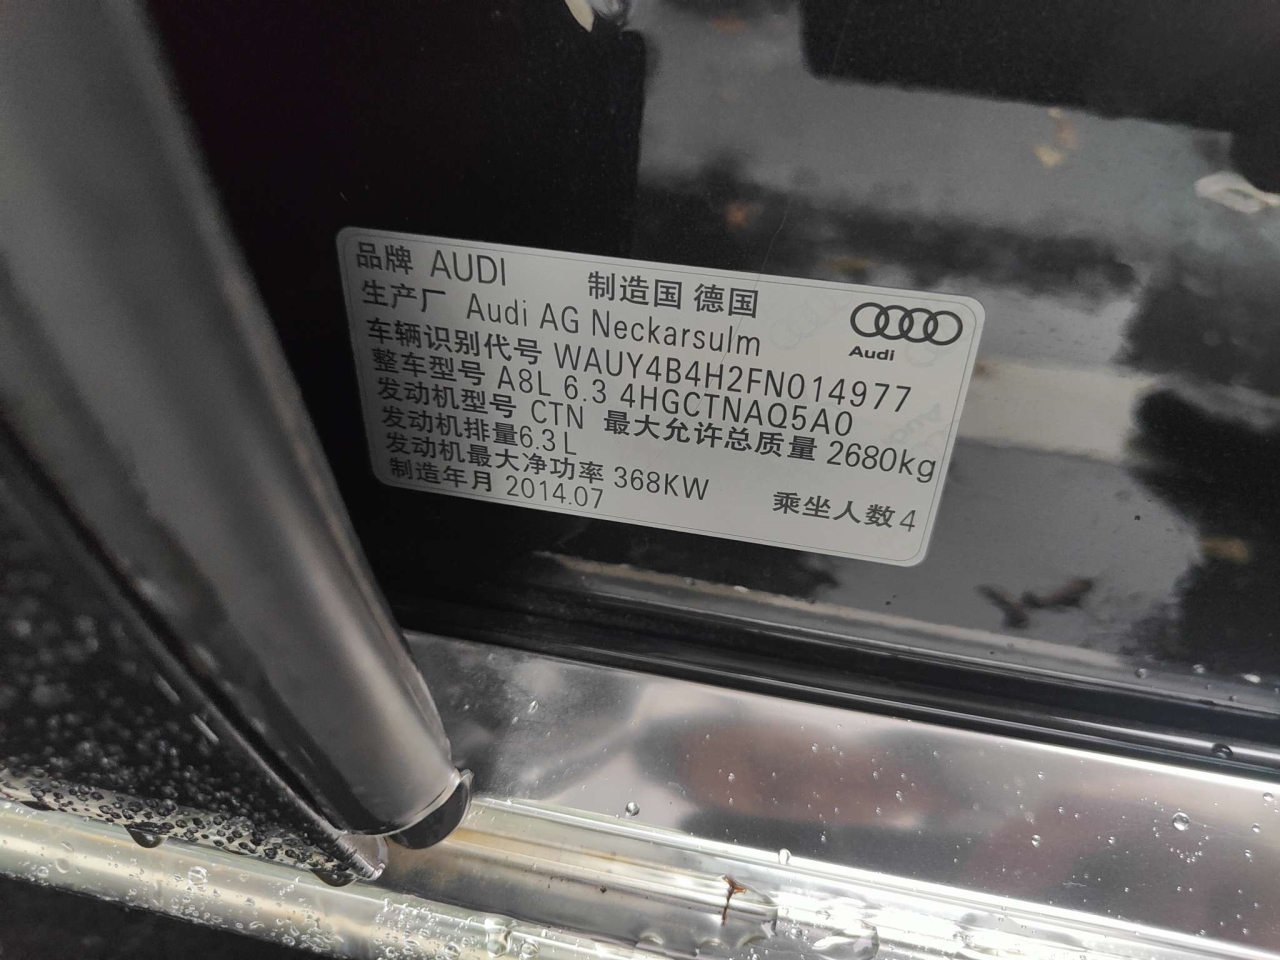 品牌 AUDI 制造国 德国
生产厂 Audi AG Neckarsulm
Audi
车辆识别代号 WAUY4B4H2FN014977
整车型号 A8L 6.3 4HGCTNAQ5A0
发动机型号 CTN 最大允许总质量 2680kg
发动机排量6.3L
发动机最大净功率 368KW 乘坐人数4
制造年月 2014.07